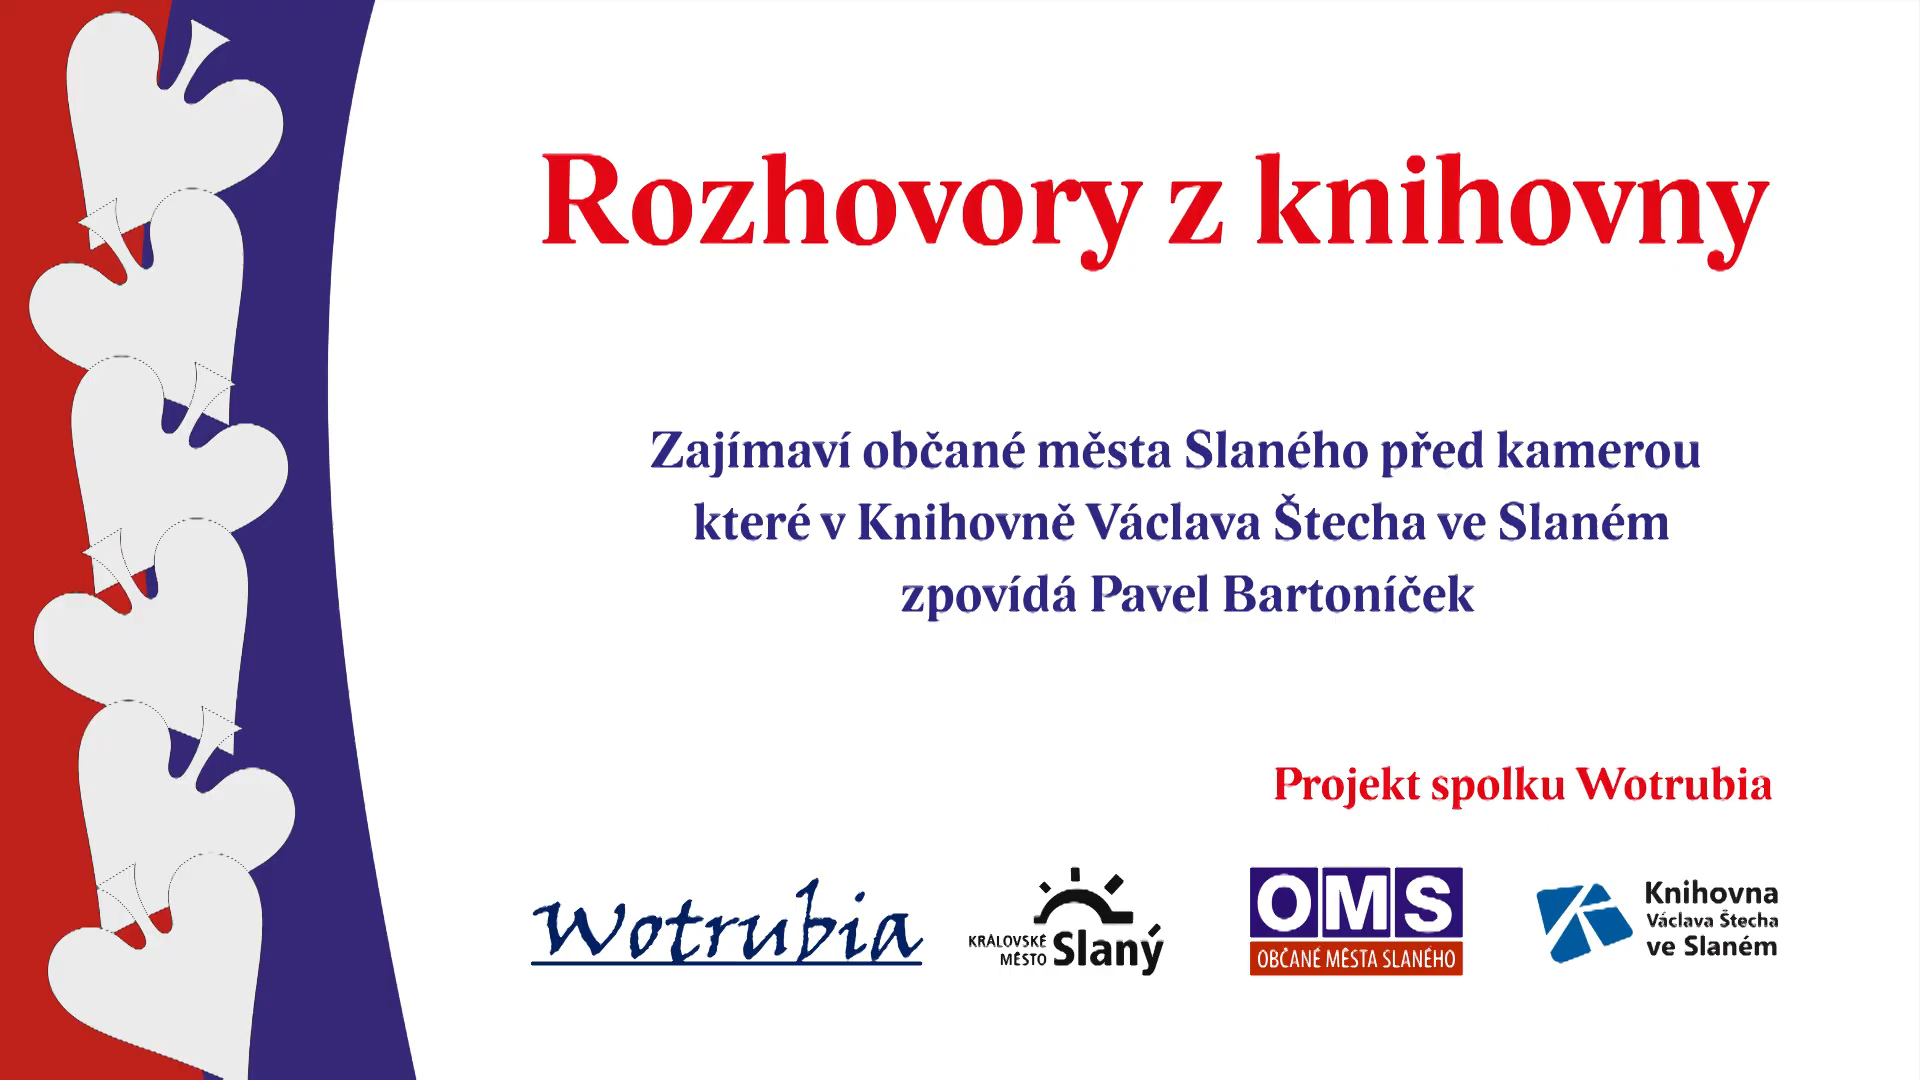 Rozhovory z knihovny
Zajímaví občané města Slaného před kamerou
které v Knihovně Václava Štecha ve Slaném
zpovídá Pavel Bartoníček
Projekt spolku Wotrubia
Wotrubia
KRÁLOVSKÉ
MĚSTO Slaný
OMS
OBČANÉ MĚSTA SLANÉHO
Knihovna
Václava Štecha
ve Slaném